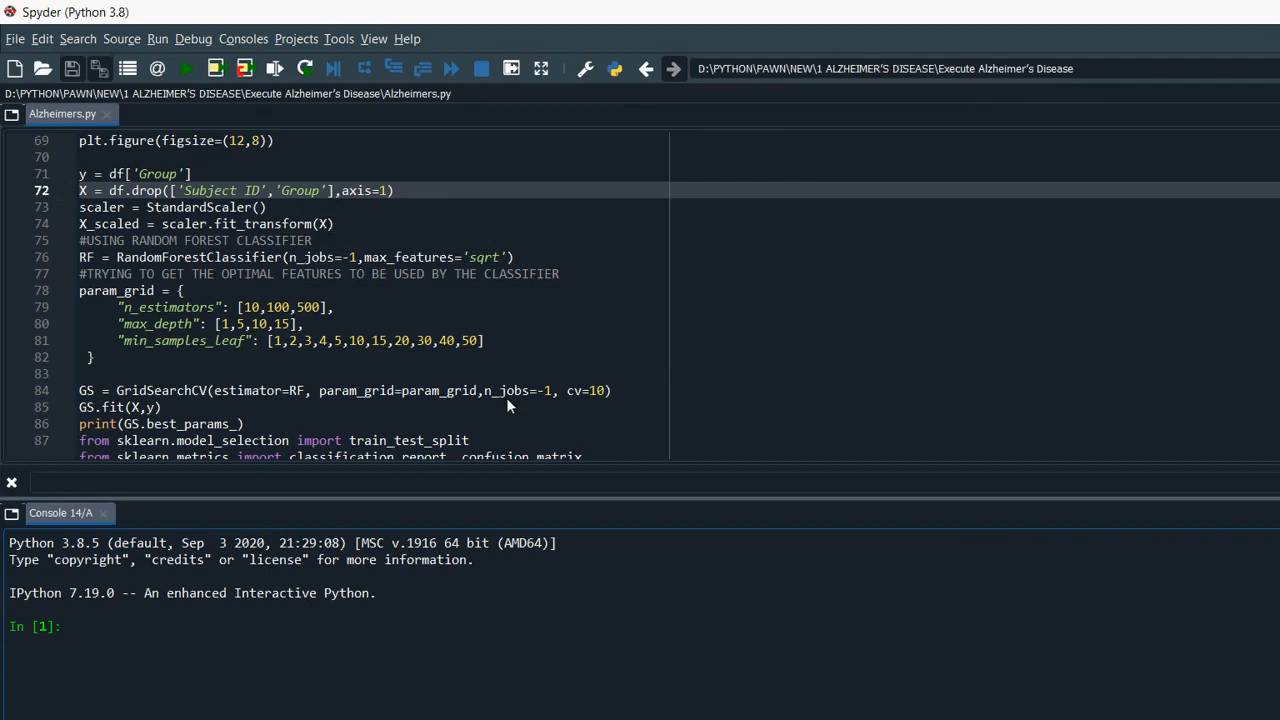 Spyder (Python 3.8)
File Edit Search Source Run Debug Consoles Projects Tools View Help
D:\PYTHON\PAWN\NEW\1 ALZHEIMER'S DISEASE\Execute Alzheimer's Disease
D:\PYTHON\PAWN\NEW\1 ALZHEIMER'S DISEASE\Execute Alzheimer's Disease\Alzheimers.py
Alzheimers.py
69 plt.figure(figsize=(12,8))
70
71 y = df['Group']
72 X = df.drop(['Subject ID','Group'],axis=1)
73 scaler = StandardScaler()
74 X_scaled = scaler.fit_transform(X)
75 #USING RANDOM FOREST CLASSIFIER
76 RF = RandomForestClassifier(n_jobs=-1,max_features='sqrt')
77 #TRYING TO GET THE OPTIMAL FEATURES TO BE USED BY THE CLASSIFIER
78 param_grid = {
79 "n_estimators": [10,100,500],
80 "max_depth": [1,5,10,15],
81 "min_samples_leaf": [1,2,3,4,5,10,15,20,30,40,50]
82 }
83
84 GS = GridSearchCV(estimator=RF, param_grid=param_grid,n_jobs=-1, cv=10)
85 GS.fit(X,y)
86 print(GS.best_params_)
87 from sklearn.model_selection import train_test_split
from sklearn.metrics import classification_report, confusion_matrix
Console 14/A
Python 3.8.5 (default, Sep  3 2020, 21:29:08) [MSC v.1916 64 bit (AMD64)]
Type "copyright", "credits" or "license" for more information.
IPython 7.19.0 -- An enhanced Interactive Python.
In [1]: